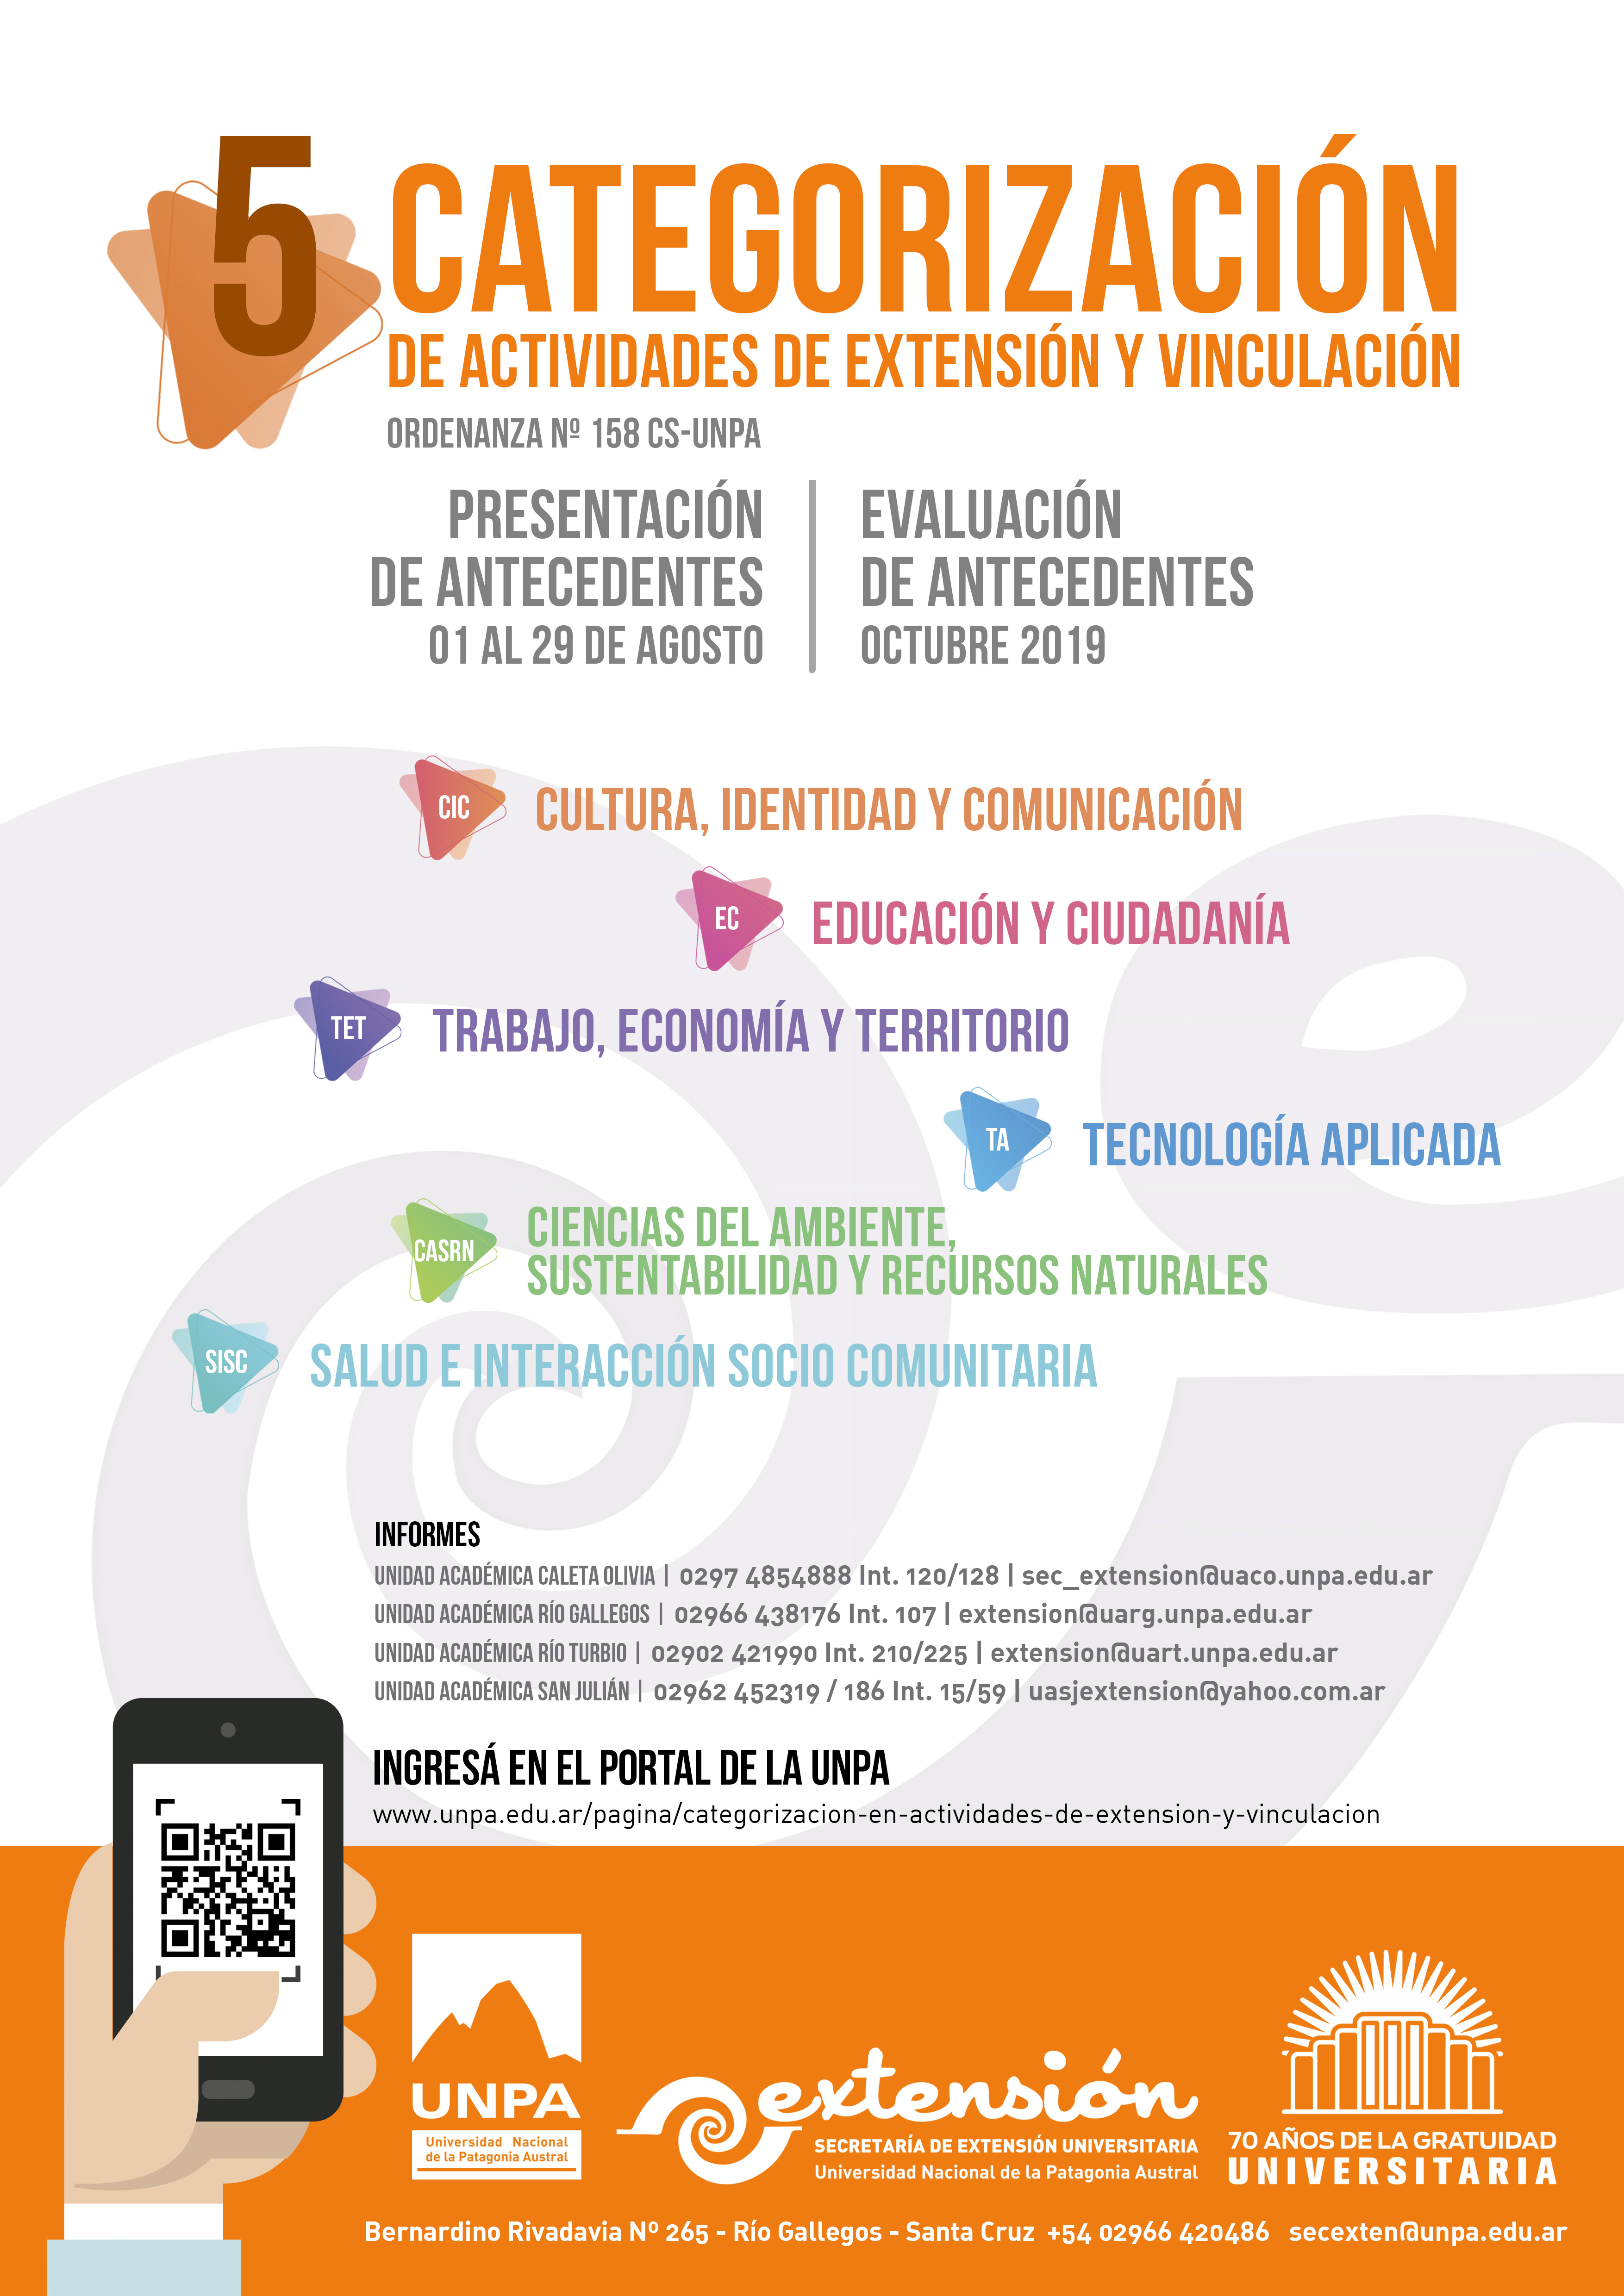 5
CATEGORIZACIÓN
DE ACTIVIDADES DE EXTENSIÓN Y VINCULACIÓN
ORDENANZA Nº 158 CS-UNPA
PRESENTACIÓN
DE ANTECEDENTES
01 AL 29 DE AGOSTO
EVALUACIÓN
DE ANTECEDENTES
OCTUBRE 2019
CIC CULTURA, IDENTIDAD Y COMUNICACIÓN
EC EDUCACIÓN Y CIUDADANÍA
TET TRABAJO, ECONOMÍA Y TERRITORIO
TA TECNOLOGÍA APLICADA
CASRN CIENCIAS DEL AMBIENTE,
SUSTENTABILIDAD Y RECURSOS NATURALES
SISC SALUD E INTERACCIÓN SOCIO COMUNITARIA
INFORMES
UNIDAD ACADÉMICA CALETA OLIVIA | 0297 4854888 Int. 120/128 | sec_extension@uaco.unpa.edu.ar
UNIDAD ACADÉMICA RÍO GALLEGOS | 02966 438176 Int. 107 | extension@uarg.unpa.edu.ar
UNIDAD ACADÉMICA RÍO TURBIO | 02902 421990 Int. 210/225 | extension@uart.unpa.edu.ar
UNIDAD ACADÉMICA SAN JULIÁN | 02962 452319 / 186 Int. 15/59 | uasjextension@yahoo.com.ar
INGRESÁ EN EL PORTAL DE LA UNPA
www.unpa.edu.ar/pagina/categorizacion-en-actividades-de-extension-y-vinculacion
UNPA
Universidad Nacional
de la Patagonia Austral
extensión
SECRETARÍA DE EXTENSIÓN UNIVERSITARIA
Universidad Nacional de la Patagonia Austral
70 AÑOS DE LA GRATUIDAD
UNIVERSITARIA
Bernardino Rivadavia Nº 265 - Río Gallegos - Santa Cruz +54 02966 420486 secexten@unpa.edu.ar